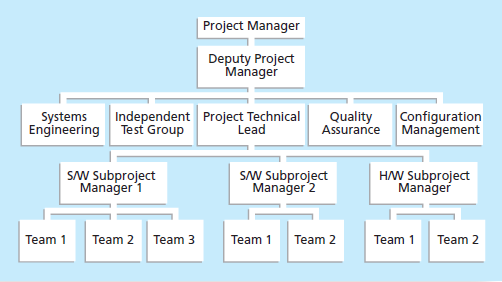 Project Manager
Deputy Project
Manager
Systems
Engineering
Independent
Test Group
Project Technical
Lead
Quality
Assurance
Configuration
Management
S/W Subproject
Manager 1
S/W Subproject
Manager 2
H/W Subproject
Manager
Team 1
Team 2
Team 3
Team 1
Team 2
Team 1
Team 2